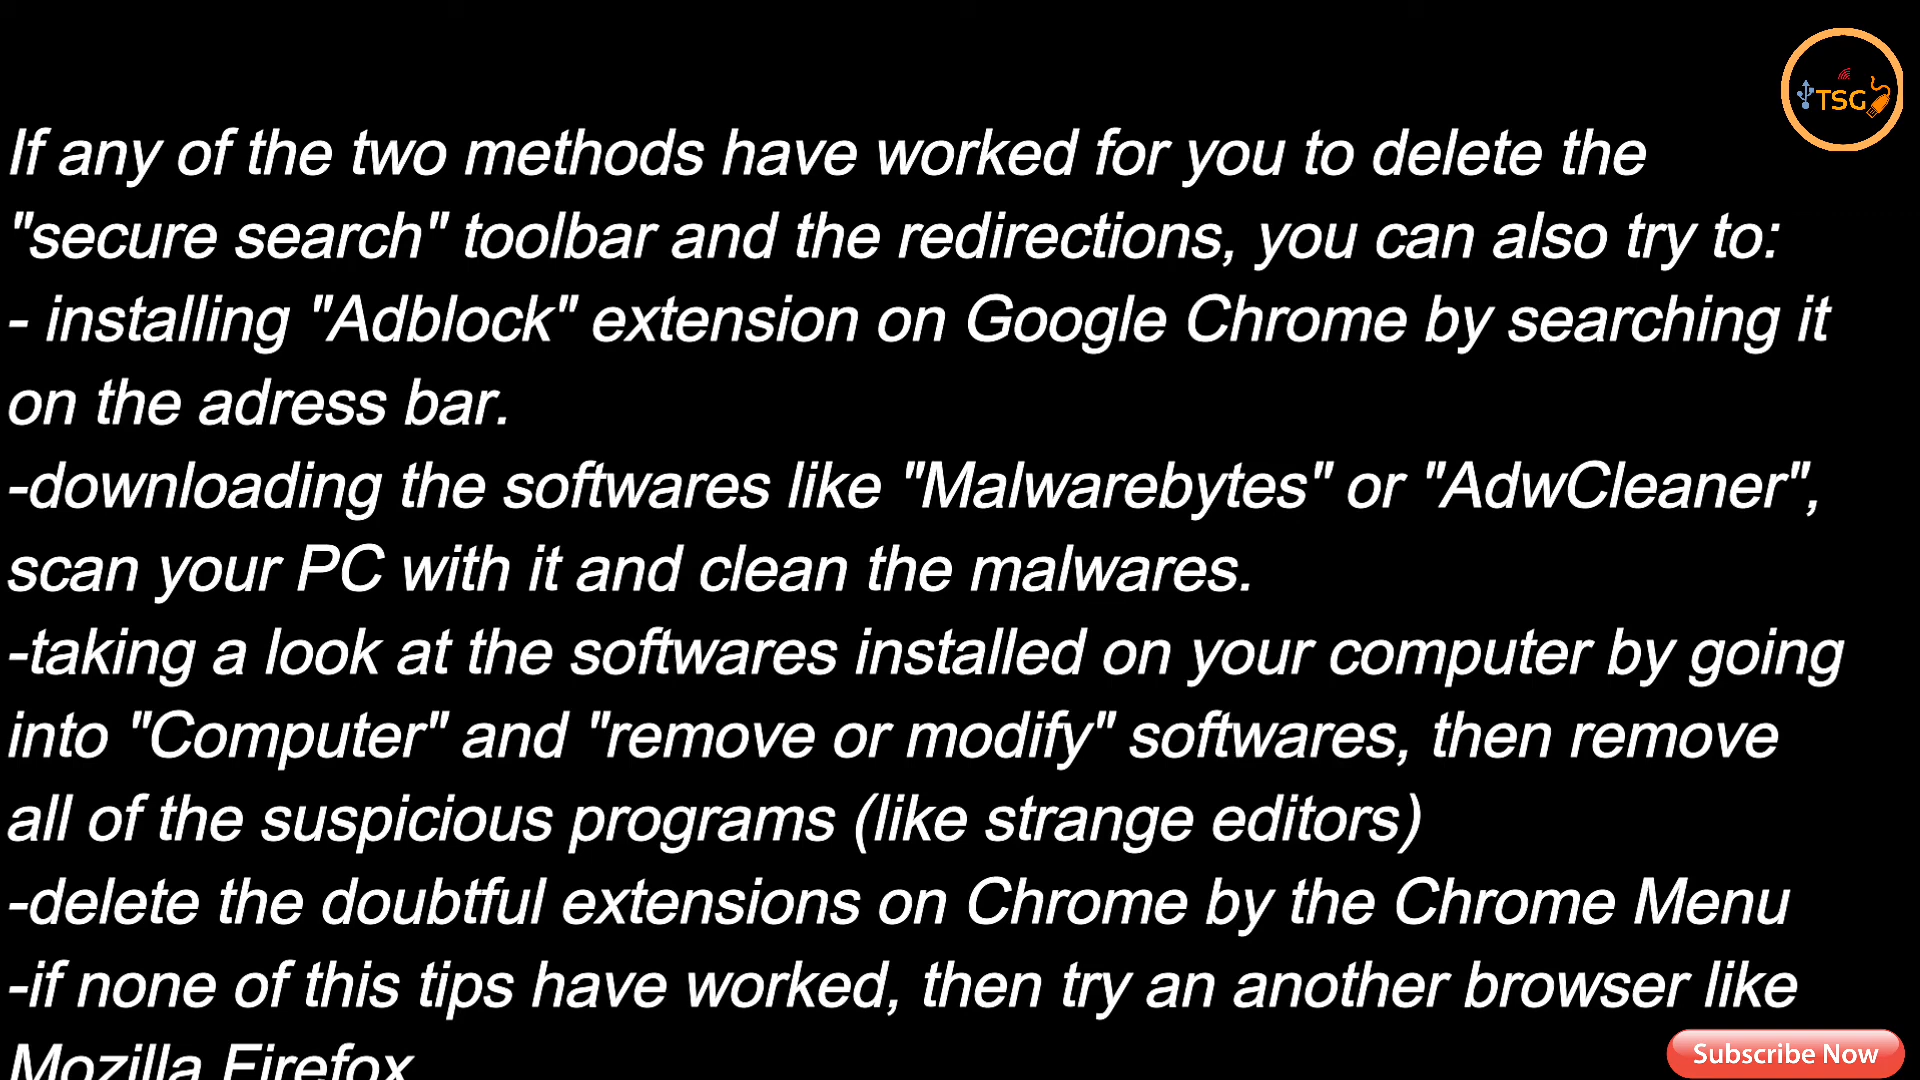 TSG
If any of the two methods have worked for you to delete the
"secure search" toolbar and the redirections, you can also try to:
- installing "Adblock" extension on Google Chrome by searching it
on the adress bar.
-downloading the softwares like "Malwarebytes" or "AdwCleaner",
scan your PC with it and clean the malwares.
-taking a look at the softwares installed on your computer by going
into "Computer" and "remove or modify" softwares, then remove
all of the suspicious programs (like strange editors)
-delete the doubtful extensions on Chrome by the Chrome Menu
-if none of this tips have worked, then try an another browser like
Mozilla Firefox
Subscribe Now